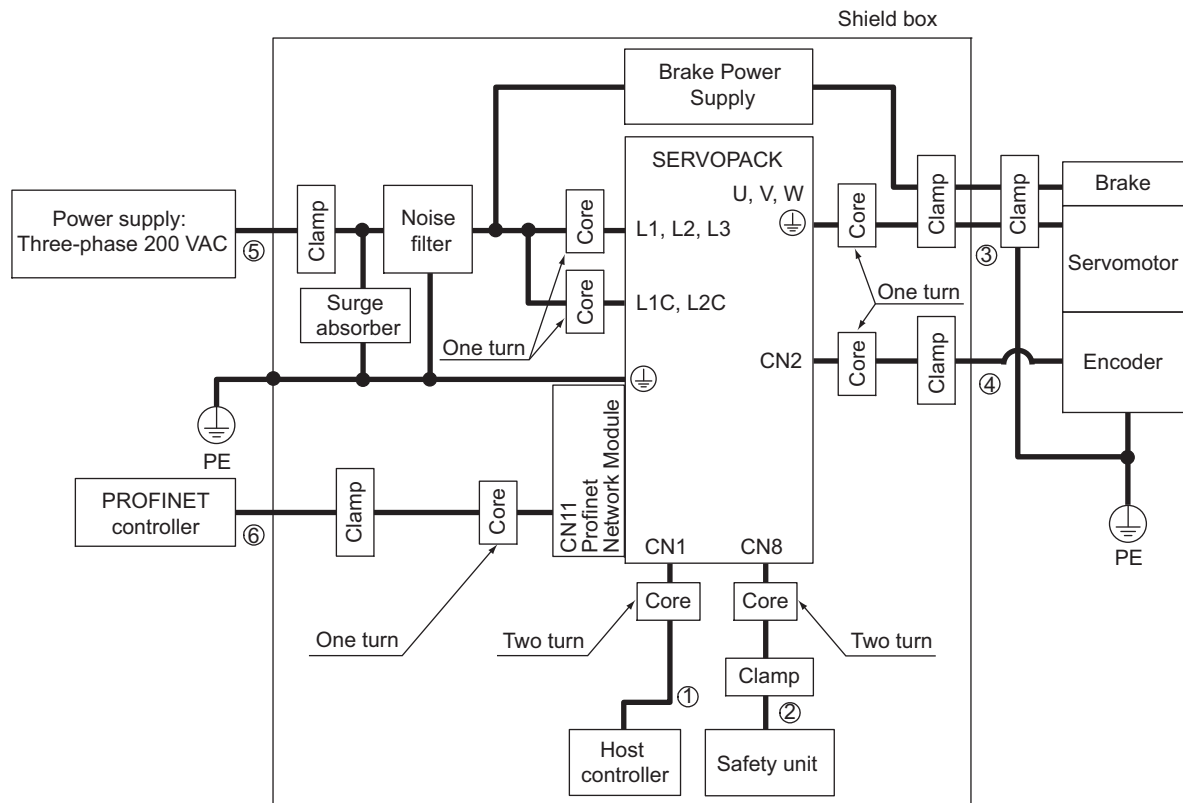 Shield box
Brake Power
Supply
SERVOPACK
U, V, W
Power supply:
Three-phase 200 VAC
⑤
Clamp
Noise
filter
Core
L1, L2, L3
Core
Clamp
Clamp
Brake
③
Servomotor
Surge
absorber
Core
L1C, L2C
One turn
One turn
CN2
Core
Clamp
④
Encoder
PE
CN11
Profinet
Network Module
PROFINET
controller
⑥
Clamp
Core
PE
CN1
CN8
Core
Core
One turn
Two turn
Two turn
Clamp
①
②
Host
controller
Safety unit